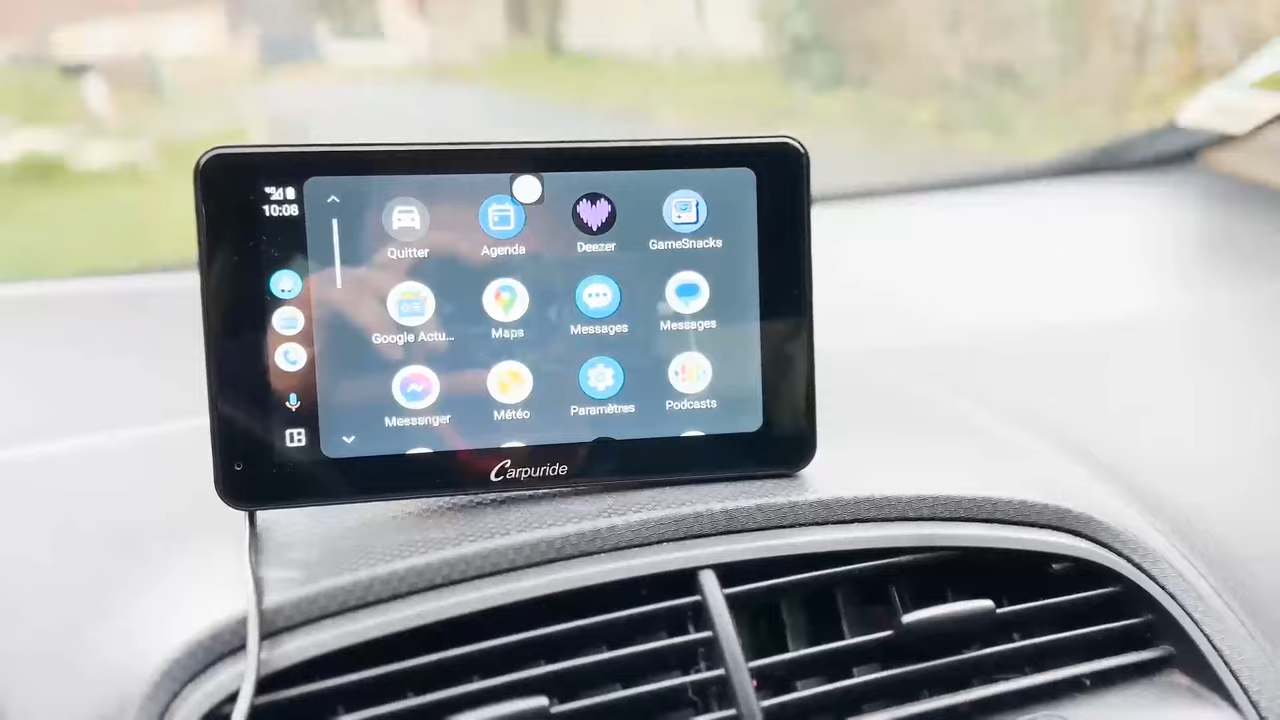 10:08
Quitter
Agenda
Deezer
GameSnacks
Google Actu...
Maps
Messages
Messages
Messenger
Météo
Paramètres
Podcasts
Carpuride